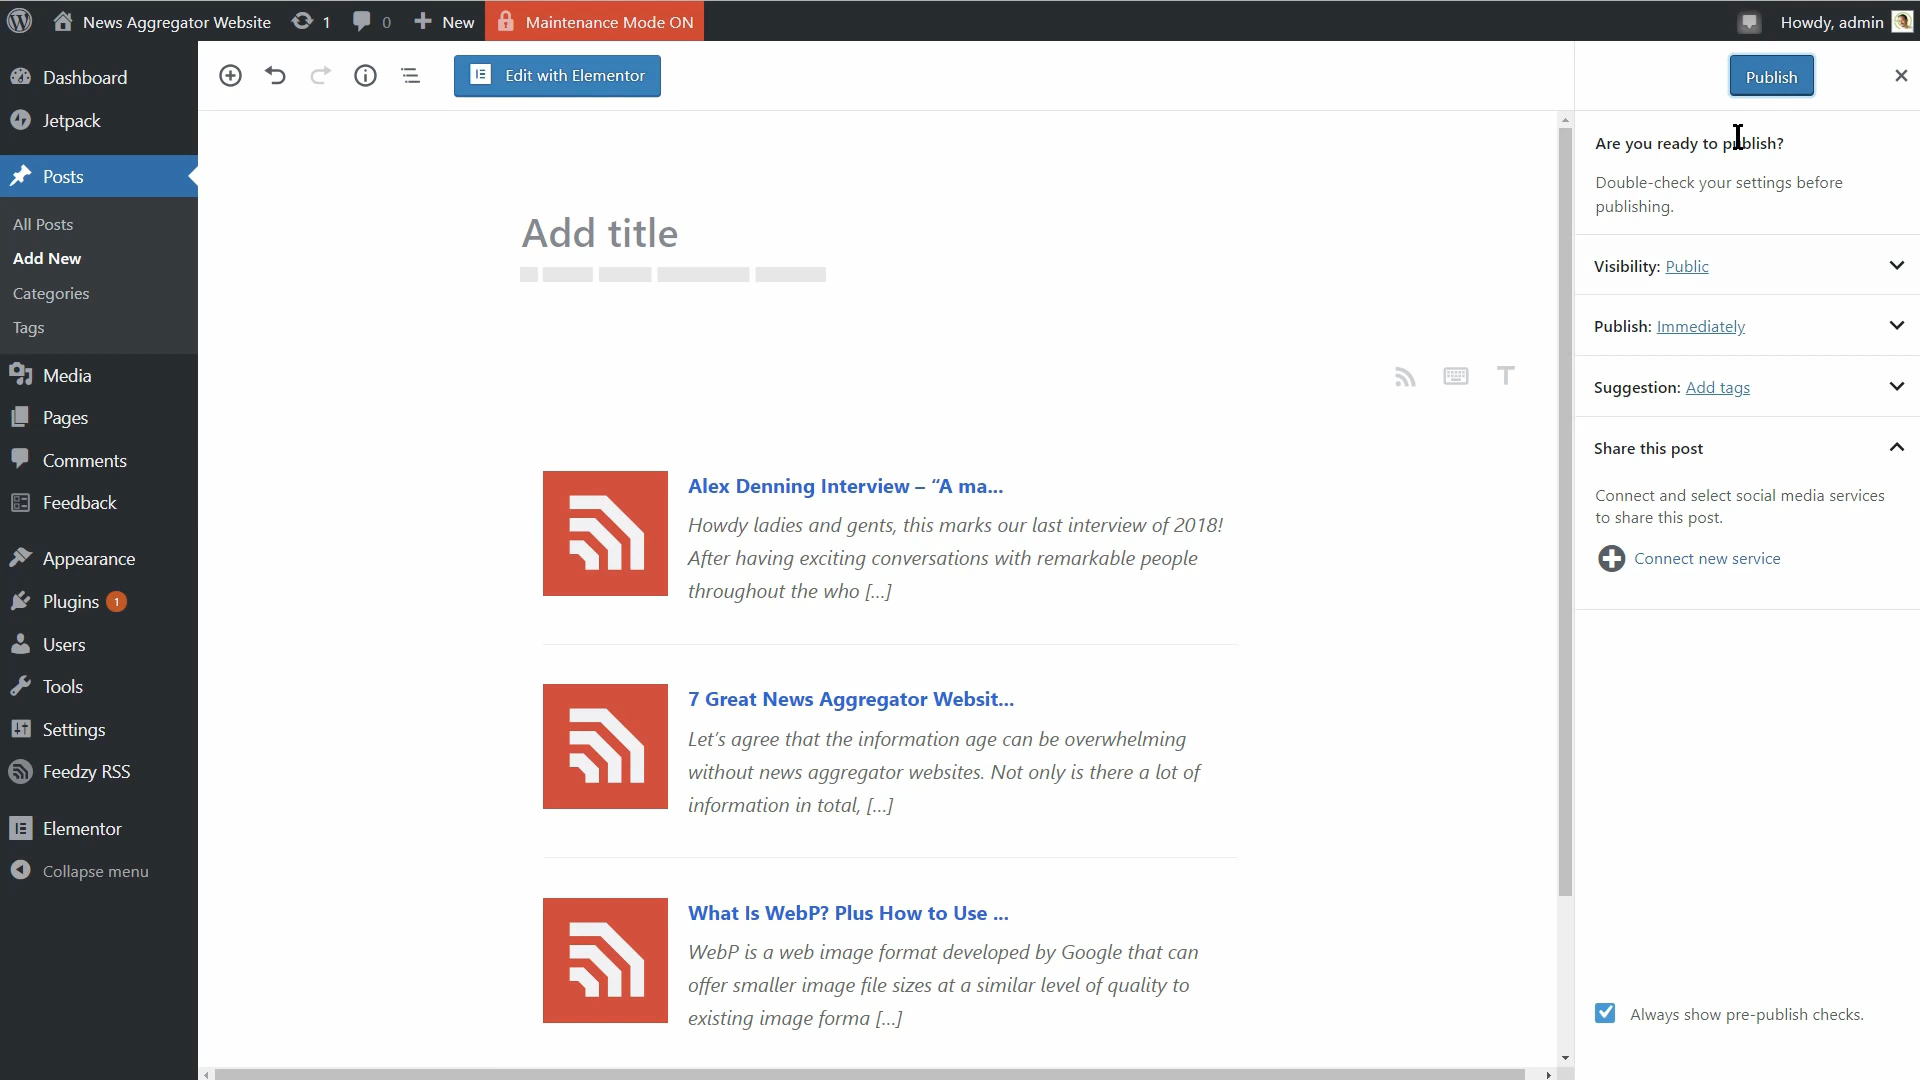 News Aggregator Website 1 0 New Maintenance Mode ON Howdy, admin
Dashboard
Jetpack
Posts
All Posts
Add New
Categories
Tags
Media
Pages
Comments
Feedback
Appearance
Plugins 1
Users
Tools
Settings
Feedzy RSS
Elementor
Collapse menu
Edit with Elementor
Add title
Alex Denning Interview – “A ma...
Howdy ladies and gents, this marks our last interview of 2018!
After having exciting conversations with remarkable people
throughout the who [...]
7 Great News Aggregator Websit...
Let’s agree that the information age can be overwhelming
without news aggregator websites. Not only is there a lot of
information in total, [...]
What Is WebP? Plus How to Use ...
WebP is a web image format developed by Google that can
offer smaller image file sizes at a similar level of quality to
existing image forma [...]
Publish
Are you ready to publish?
Double-check your settings before
publishing.
Visibility: Public
Publish: Immediately
Suggestion: Add tags
Share this post
Connect and select social media services
to share this post.
Connect new service
Always show pre-publish checks.